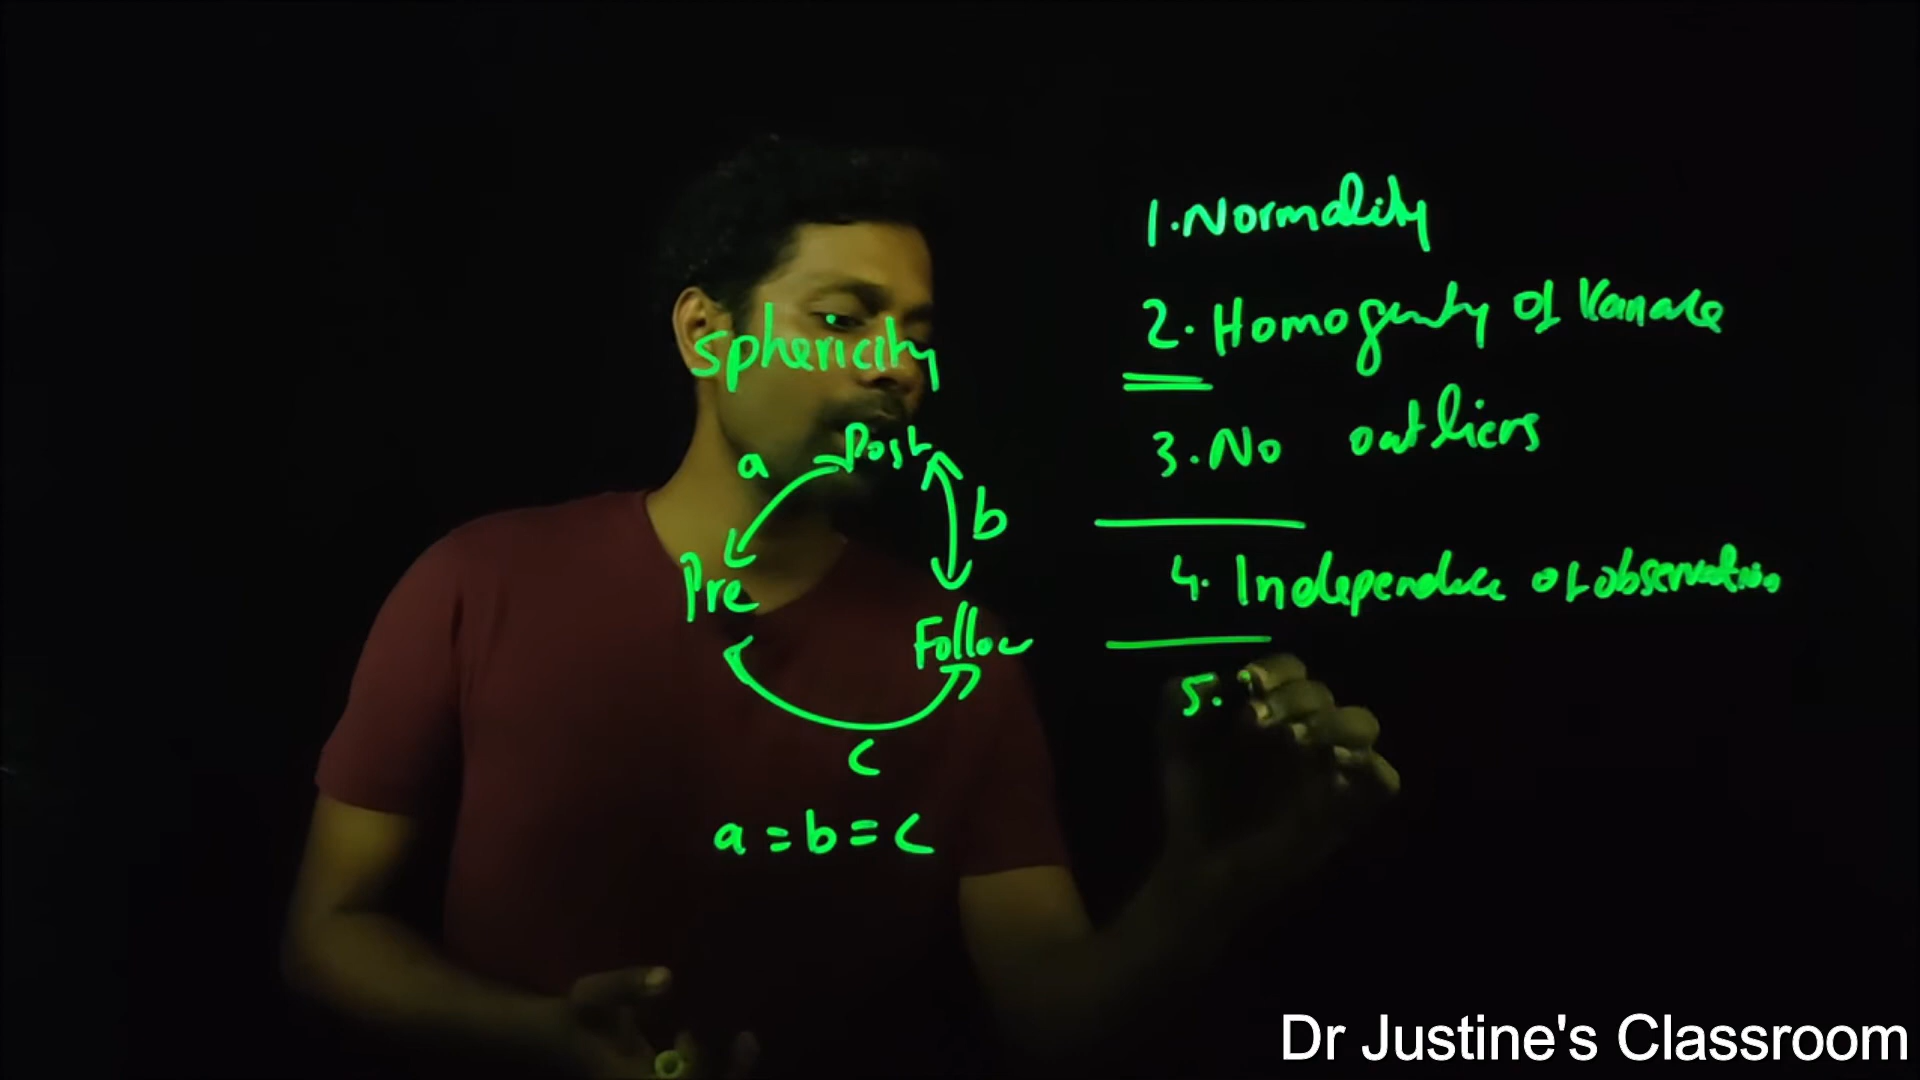 sphericity
Post
a
b
Pre
Follow
c
a = b = c
1. Normality
2. Homogenity of Variance
3. No outliers
4. Independence of observation
5.
Dr Justine's Classroom